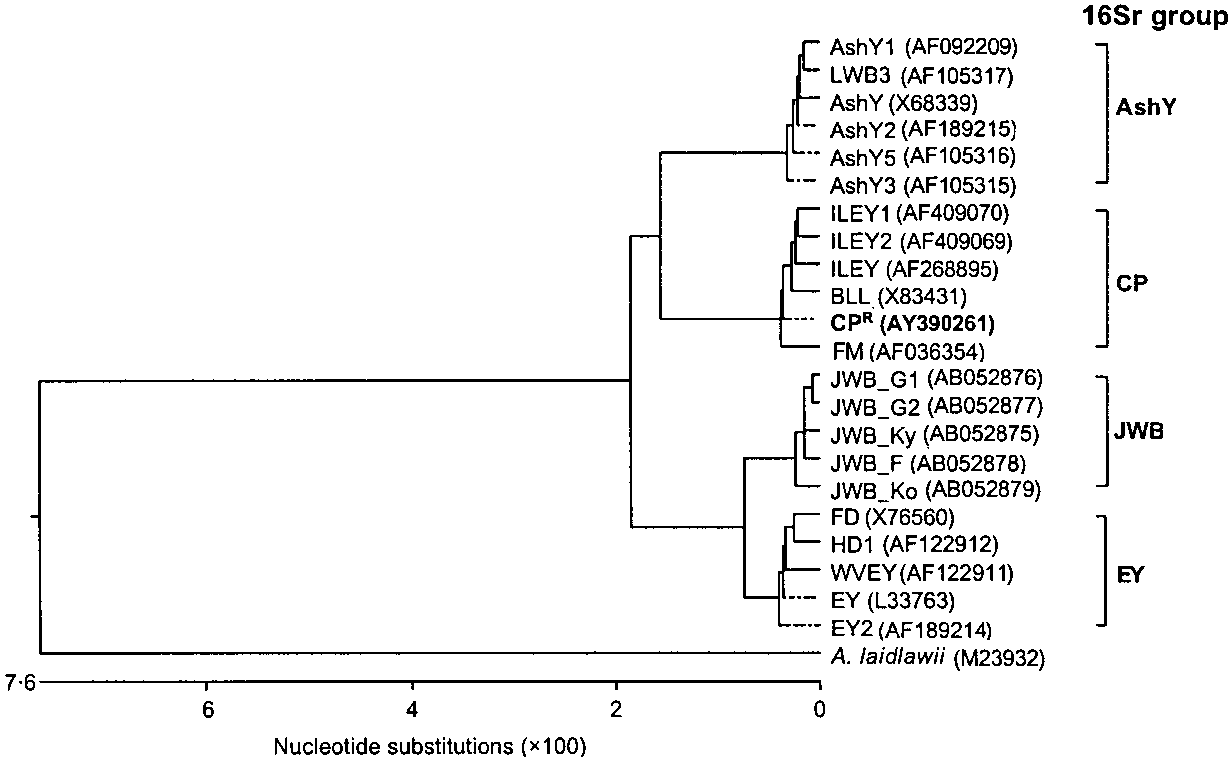 16Sr group
AshY1 (AF092209)
LWB3 (AF105317)
AshY (X68339)
AshY2 (AF189215)
AshY5 (AF105316)
AshY3 (AF105315)
AshY
ILEY1 (AF409070)
ILEY2 (AF409069)
ILEY (AF268895)
BLL (X83431)
CPᴿ (AY390261)
FM (AF036354)
CP
JWB_G1 (AB052876)
JWB_G2 (AB052877)
JWB_Ky (AB052875)
JWB_F (AB052878)
JWB_Ko (AB052879)
JWB
FD (X76560)
HD1 (AF122912)
WVEY (AF122911)
EY (L33763)
EY2 (AF189214)
EY
A. laidlawii (M23932)
7·6
6 4 2 0
Nucleotide substitutions (×100)